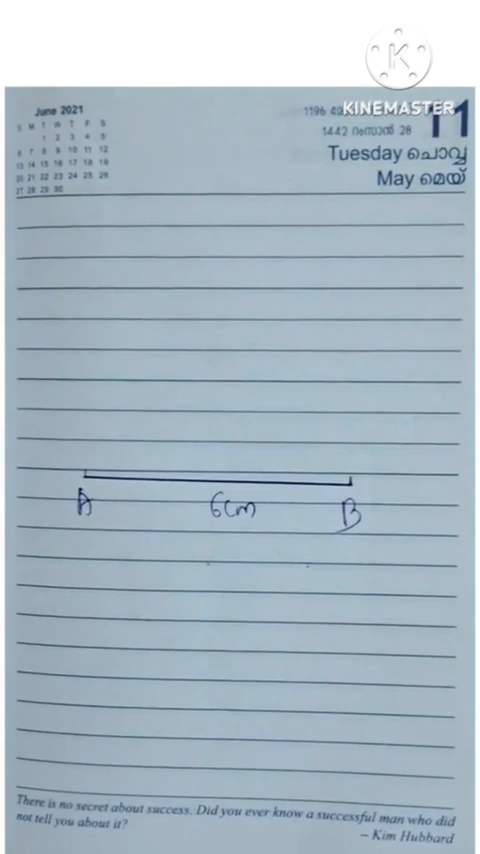 KINEMASTER
June 2021
S M T W T F S
1 2 3 4 5
6 7 8 9 10 11 12
13 14 15 16 17 18 19
20 21 22 23 24 25 26
27 28 29 30
1196
11
1442 റംസാൻ 28
Tuesday ചൊവ്വ
May മെയ്
A 6cm B
There is no secret about success. Did you ever know a successful man who did
not tell you about it?
– Kim Hubbard